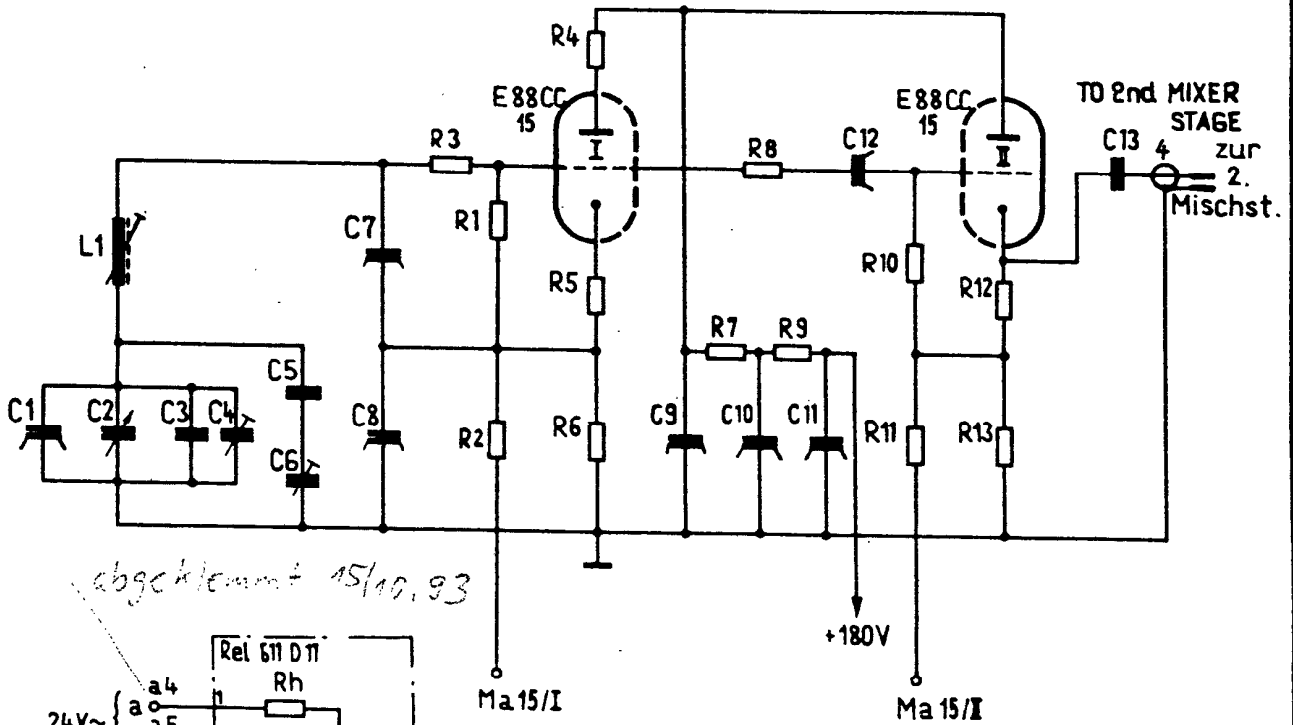 R4
E88CC
15
I
R3
R8
C12
E88CC
15
II
TO 2nd MIXER
STAGE
C13
4
zur
2.
Mischst.
L1
C7
R1
R5
R10
R12
R7
R9
C5
C1
C2
C3
C4
C8
R2
R6
C9
C10
C11
R11
R13
C6
abgeklemmt 15/10.93
+180V
Rel 611 D11
Rh
1
a4
a
24V~
a5
Ma 15/I
Ma 15/II